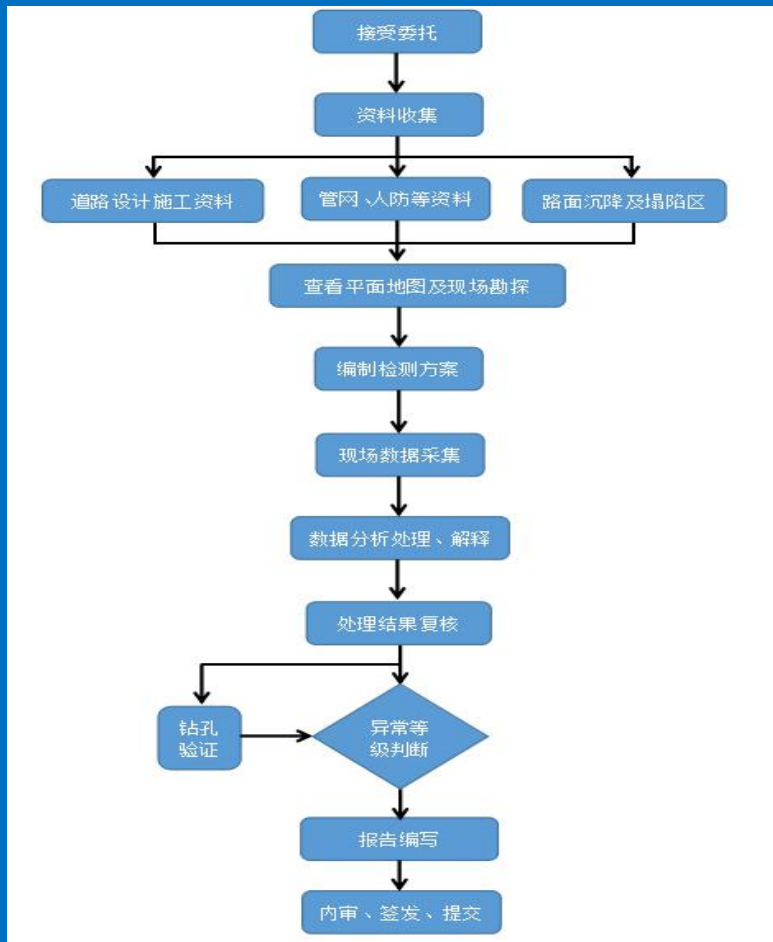 接受委托
资料收集
道路设计施工资料
管网、人防等资料
路面沉降及塌陷区
查看平面地图及现场勘探
编制检测方案
现场数据采集
数据分析处理、解释
处理结果复核
钻孔
验证
异常等
级判断
报告编写
内审、签发、提交